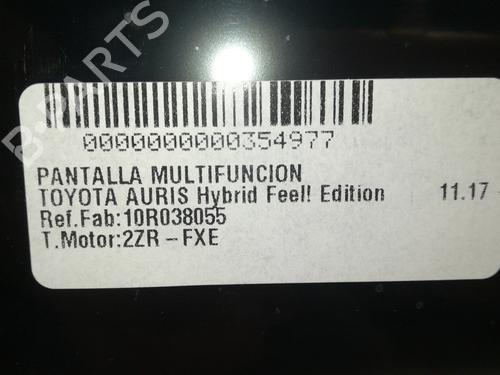 0000000000354977
PANTALLA MULTIFUNCION
TOYOTA AURIS Hybrid Feel! Edition 11.17
Ref.Fab:10R038055
T.Motor:2ZR-FXE
B-PARTS